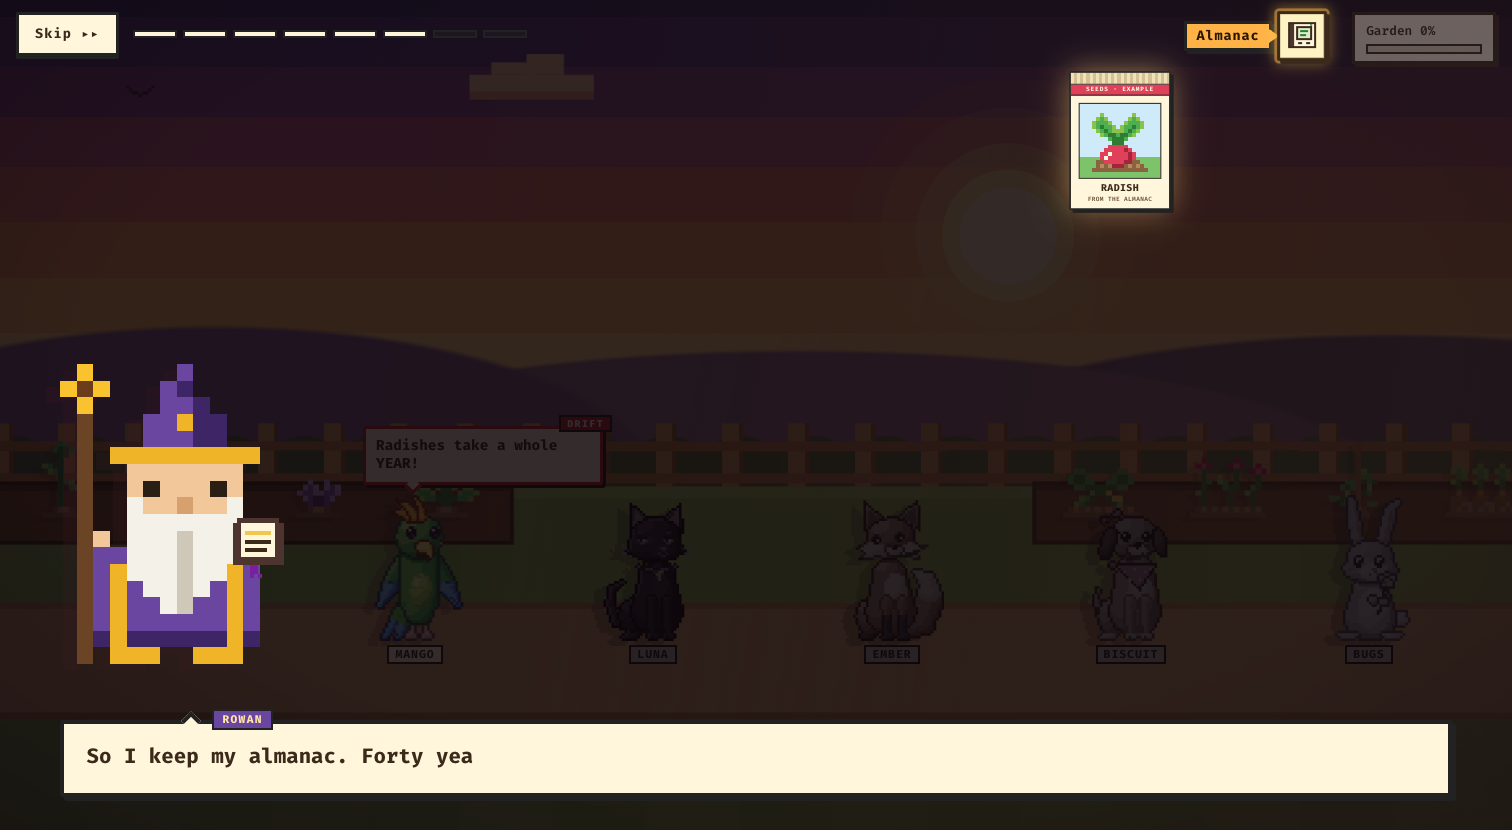 Skip ▸▸
Almanac
Garden 0%
SEEDS · EXAMPLE
RADISH
FROM THE ALMANAC
DRIFT
Radishes take a whole
YEAR!
MANGO
LUNA
EMBER
BISCUIT
BUGS
ROWAN
So I keep my almanac. Forty yea